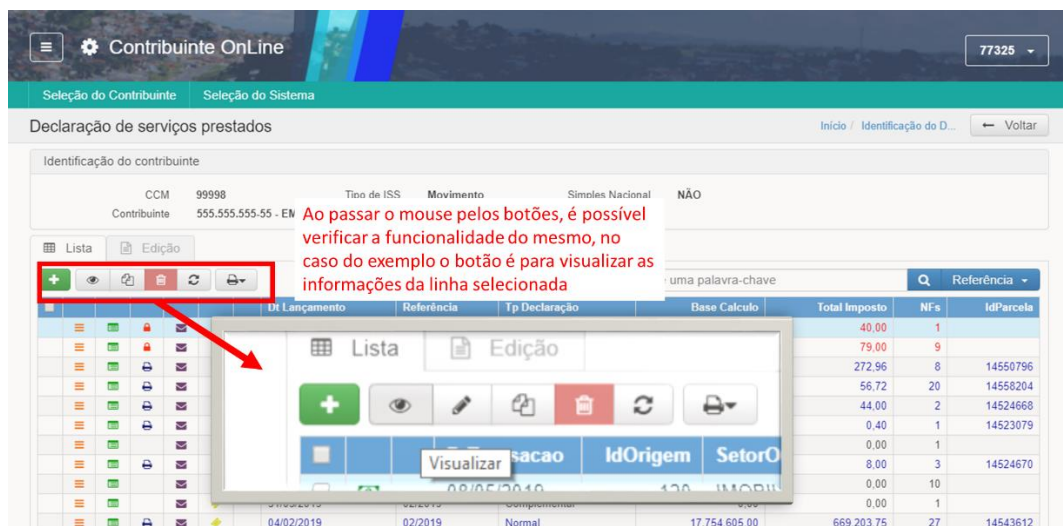 Contribuinte OnLine
77325
Seleção do Contribuinte Seleção do Sistema
Declaração de serviços prestados
Início / Identificação do D... ← Voltar
Identificação do contribuinte
CCM 99998 Tipo de ISS Movimento Simples Nacional NÃO
Contribuinte 555.555.555-55 - EM
Ao passar o mouse pelos botões, é possível
verificar a funcionalidade do mesmo, no
caso do exemplo o botão é para visualizar as
informações da linha selecionada
Lista Edição
uma palavra-chave Referência
Dt Lançamento Referência Tp Declaração Base Calculo Total Imposto NFs IdParcela
40,00 1
79,00 9
272,96 8 14550796
56,72 20 14558204
44,00 2 14524668
0,40 1 14523079
0,00 1
8,00 3 14524670
0,00 10
0,00 1
04/02/2019 02/2019 Normal 17.754.605,00 669.203,75 27 14543612
Lista Edição
Visualizar
sacao IdOrigem SetorO
08/05/2019 120